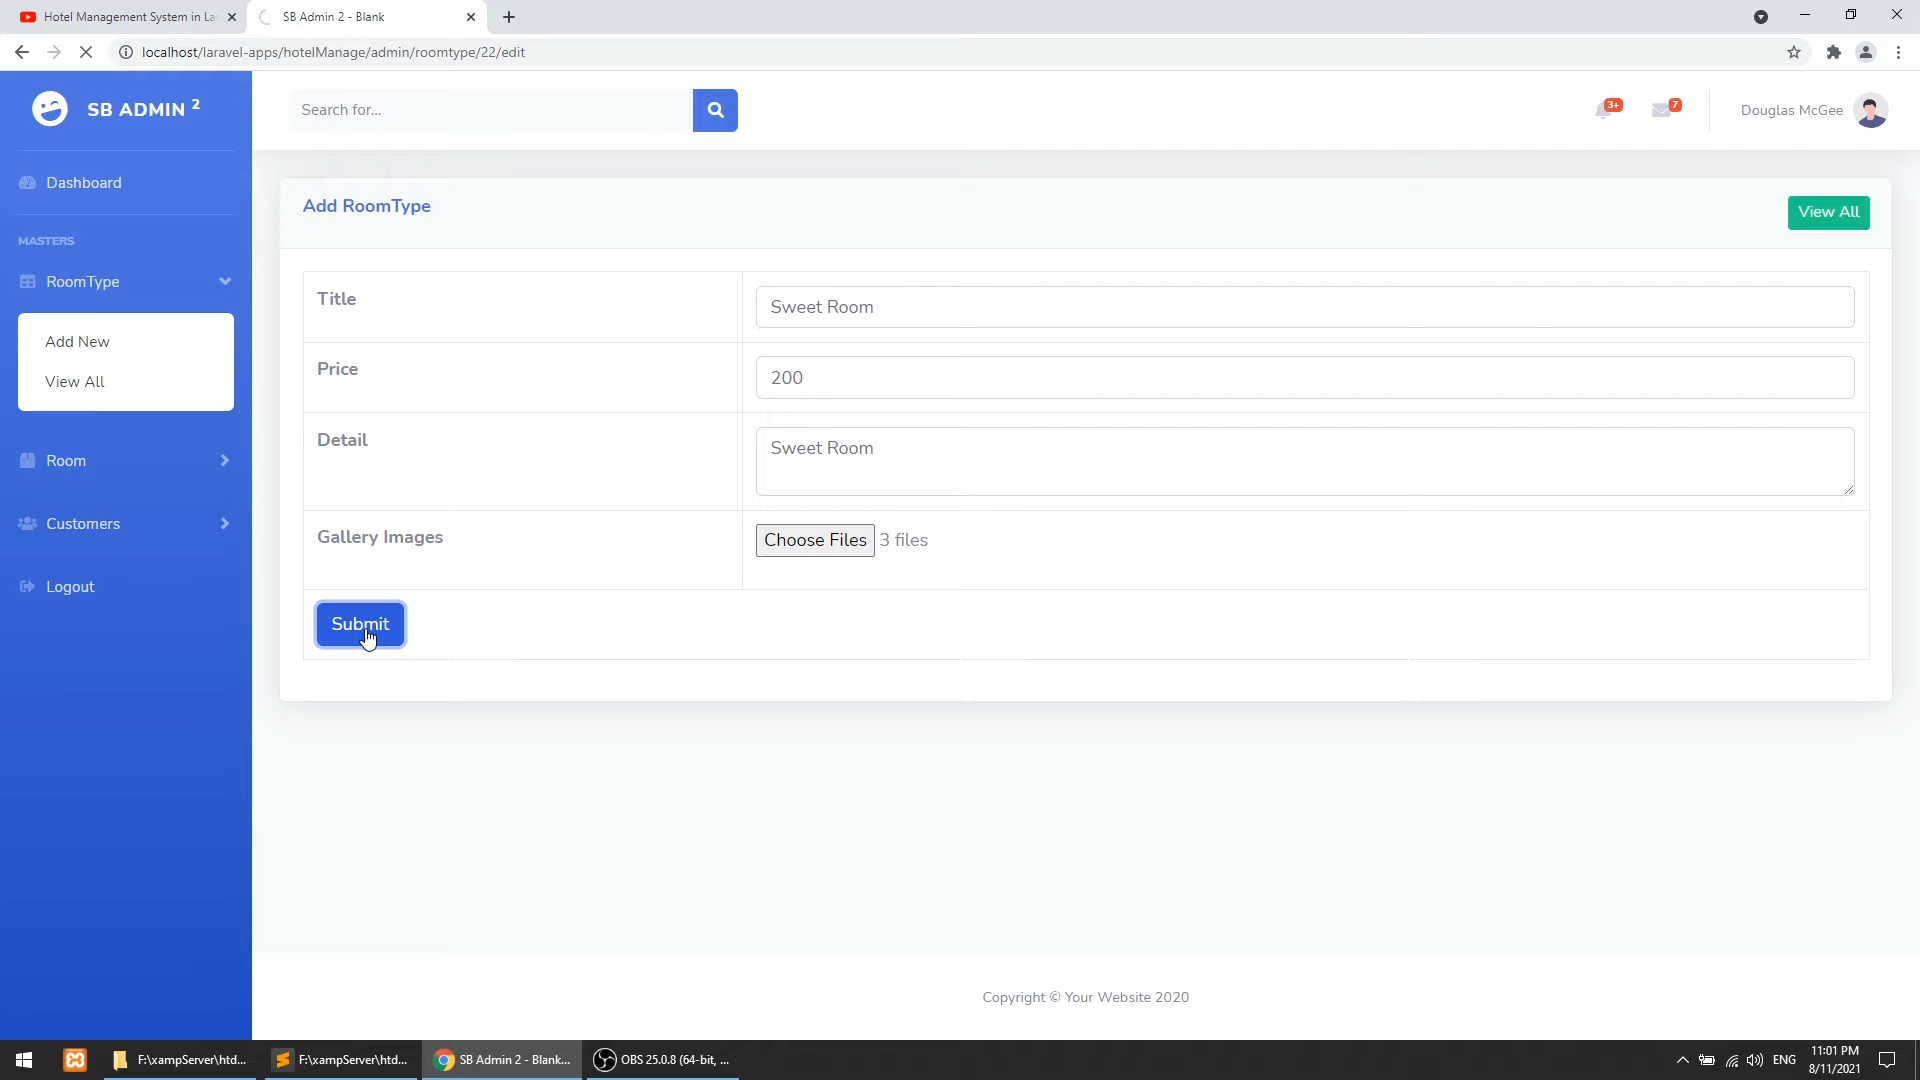 Hotel Management System in La
SB Admin 2 - Blank
localhost/laravel-apps/hotelManage/admin/roomtype/22/edit
SB ADMIN 2
Search for...
3+
7
Douglas McGee
Dashboard
MASTERS
RoomType
Add New
View All
Room
Customers
Logout
Add RoomType
View All
Title
Sweet Room
Price
200
Detail
Sweet Room
Gallery Images
Choose Files 3 files
Submit
Copyright © Your Website 2020
F:\xampServer\htd...
F:\xampServer\htd...
SB Admin 2 - Blank...
OBS 25.0.8 (64-bit, ...
ENG
11:01 PM
8/11/2021